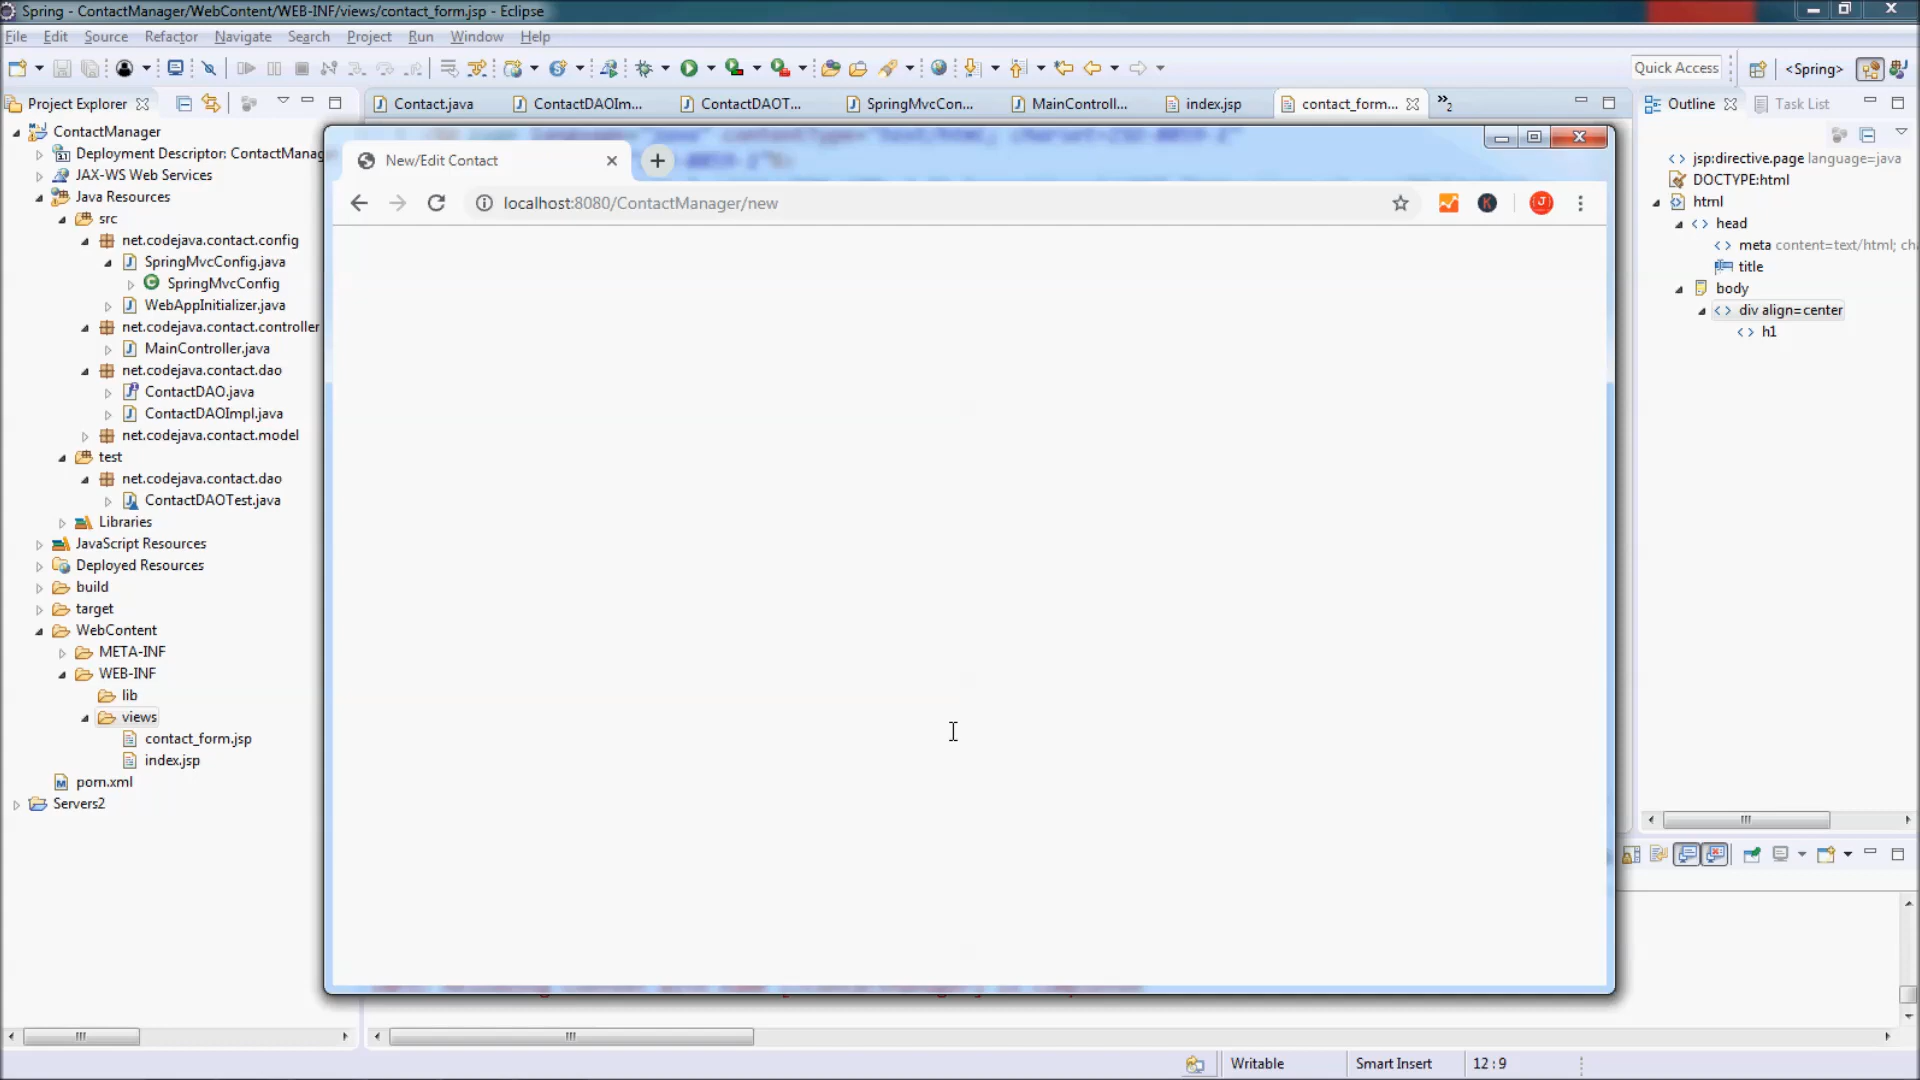 Spring - ContactManager/WebContent/WEB-INF/views/contact_form.jsp - Eclipse
File Edit Source Refactor Navigate Search Project Run Window Help
Quick Access <Spring>
Project Explorer
Contact.java ContactDAOIm... ContactDAOT... SpringMvcCon... MainControll... index.jsp contact_form... »2
Outline Task List
ContactManager
Deployment Descriptor: ContactManag
JAX-WS Web Services
Java Resources
src
net.codejava.contact.config
SpringMvcConfig.java
SpringMvcConfig
WebAppInitializer.java
net.codejava.contact.controller
MainController.java
net.codejava.contact.dao
ContactDAO.java
ContactDAOImpl.java
net.codejava.contact.model
test
net.codejava.contact.dao
ContactDAOTest.java
Libraries
JavaScript Resources
Deployed Resources
build
target
WebContent
META-INF
WEB-INF
lib
views
contact_form.jsp
index.jsp
pom.xml
Servers2
New/Edit Contact
localhost:8080/ContactManager/new
K
(J)
jsp:directive.page language=java
DOCTYPE:html
html
head
meta content=text/html; ch
title
body
div align=center
h1
Writable Smart Insert 12 : 9